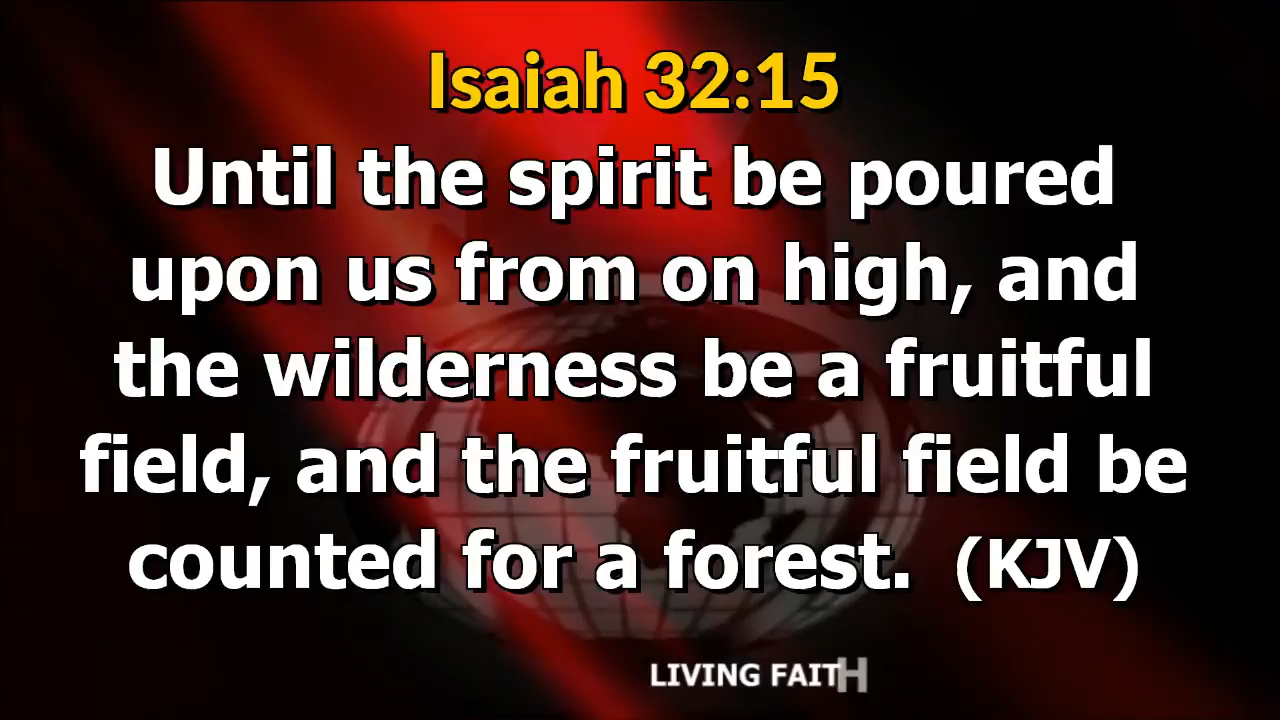 Isaiah 32:15
Until the spirit be poured
upon us from on high, and
the wilderness be a fruitful
field, and the fruitful field be
counted for a forest.  (KJV)
LIVING FAITH